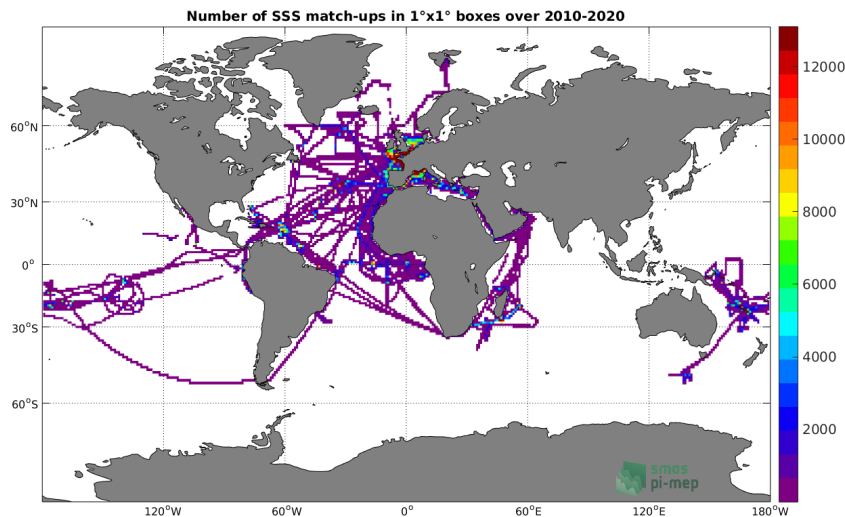 Number of SSS match-ups in 1°x1° boxes over 2010-2020
12000
10000
8000
6000
4000
2000
60°N
30°N
0°
30°S
60°S
120°W
60°W
0°
60°E
120°E
180°W
smos
pi-mep